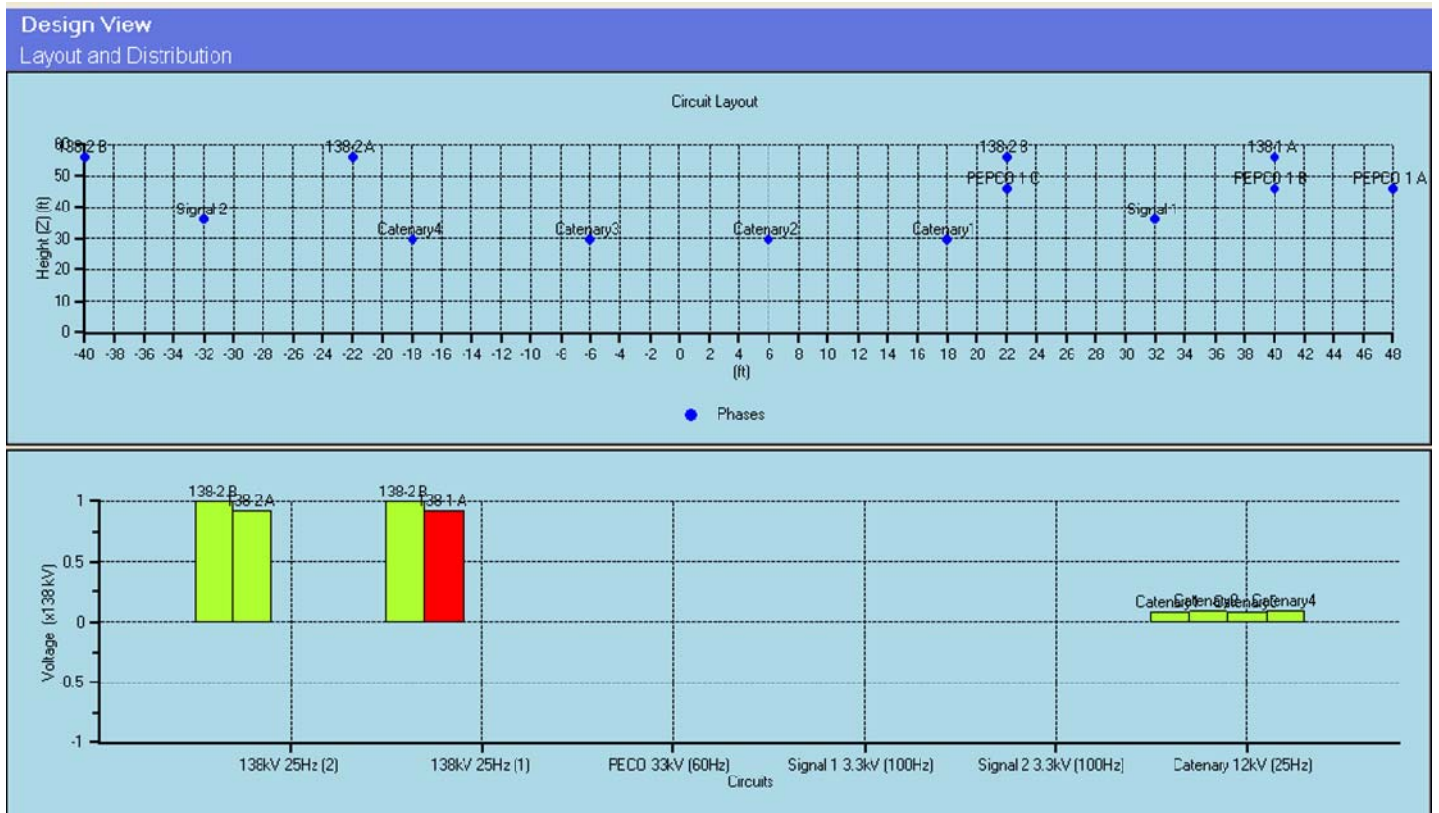 Design View
Layout and Distribution
Circuit Layout
60
138-2 B
138-2 A
138-2 B
138-1 A
50
PEPCO 1 C
PEPCO 1 B
PEPCO 1 A
Height (Z) (ft)
40
Signal 2
Signal 1
30
Catenary4
Catenary3
Catenary2
Catenary1
20
10
0
-40 -38 -36 -34 -32 -30 -28 -26 -24 -22 -20 -18 -16 -14 -12 -10 -8 -6 -4 -2 0 2 4 6 8 10 12 14 16 18 20 22 24 26 28 30 32 34 36 38 40 42 44 46 48
(ft)
Phases
138-2 B
138-2 A
138-2 B
138-1 A
1
0.5
Voltage (x138 kV)
Catenary1 Catenary2 Catenary3 Catenary4
0
-0.5
-1
138kV 25Hz (2) 138kV 25Hz (1) PECO 33kV (60Hz) Signal 1 3.3kV (100Hz) Signal 2 3.3kV (100Hz) Catenary 12kV (25Hz)
Circuits